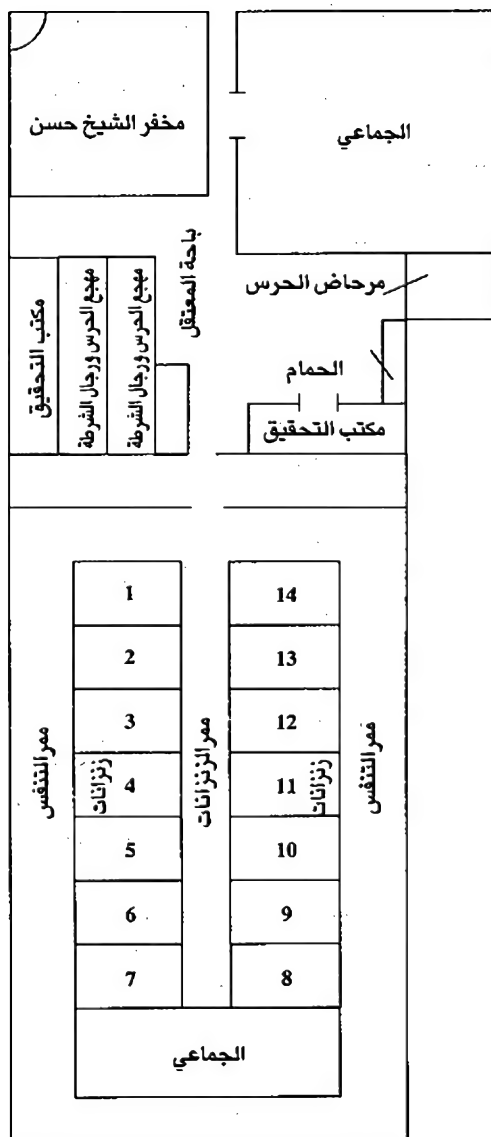 الجماعي
مخفر الشيخ حسن
باحة المعتقل
مرحاض الحرس
مهجع الحرس ورجال الشرطة
مهجع الحرس ورجال الشرطة
مكتب التحقيق
الحمام
مكتب التحقيق
14
1
13
2
12
3
ممر التنفس
زنزانات
11
ممر الزنزانات
زنزانات
4
ممر التنفس
10
5
9
6
8
7
الجماعي